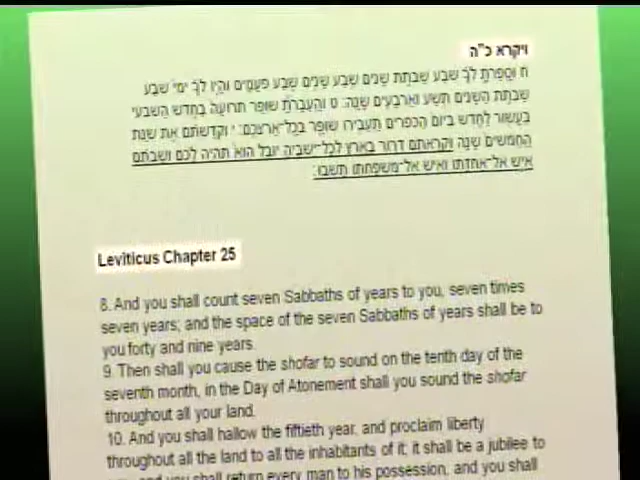 ויקרא כ"ה
ח וְסָפַרְתָּ לְךָ שֶׁבַע שַׁבְּתֹת שָׁנִים שֶׁבַע שָׁנִים שֶׁבַע פְּעָמִים וְהָיוּ לְךָ יְמֵי שֶׁבַע
שַׁבְּתֹת הַשָּׁנִים תֵּשַׁע וְאַרְבָּעִים שָׁנָה: ט וְהַעֲבַרְתָּ שׁוֹפַר תְּרוּעָה בַּחֹדֶשׁ הַשְּׁבִעִי
בֶּעָשׂוֹר לַחֹדֶשׁ בְּיוֹם הַכִּפֻּרִים תַּעֲבִירוּ שׁוֹפָר בְּכָל-אַרְצְכֶם: י וְקִדַּשְׁתֶּם אֵת שְׁנַת
הַחֲמִשִּׁים שָׁנָה וּקְרָאתֶם דְּרוֹר בָּאָרֶץ לְכָל-יֹשְׁבֶיהָ יוֹבֵל הִוא תִּהְיֶה לָכֶם וְשַׁבְתֶּם
אִישׁ אֶל-אֲחֻזָּתוֹ וְאִישׁ אֶל-מִשְׁפַּחְתּוֹ תָּשֻׁבוּ:
Leviticus Chapter 25
8. And you shall count seven Sabbaths of years to you, seven times
seven years; and the space of the seven Sabbaths of years shall be to
you forty and nine years.
9. Then shall you cause the shofar to sound on the tenth day of the
seventh month, in the Day of Atonement shall you sound the shofar
throughout all your land.
10. And you shall hallow the fiftieth year, and proclaim liberty
throughout all the land to all the inhabitants of it; it shall be a jubilee to
and you shall return every man to his possession, and you shall